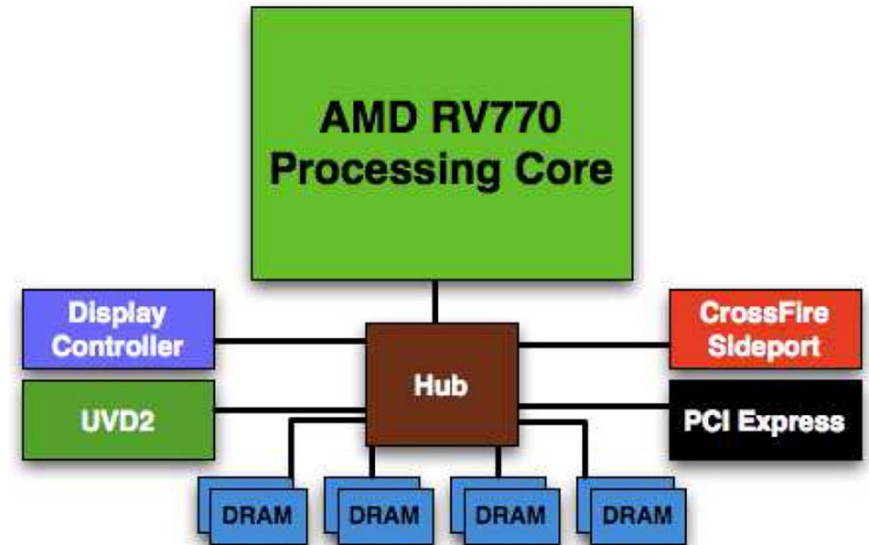 AMD RV770
Processing Core
Display
Controller
CrossFire
Sideport
Hub
UVD2
PCI Express
DRAM
DRAM
DRAM
DRAM